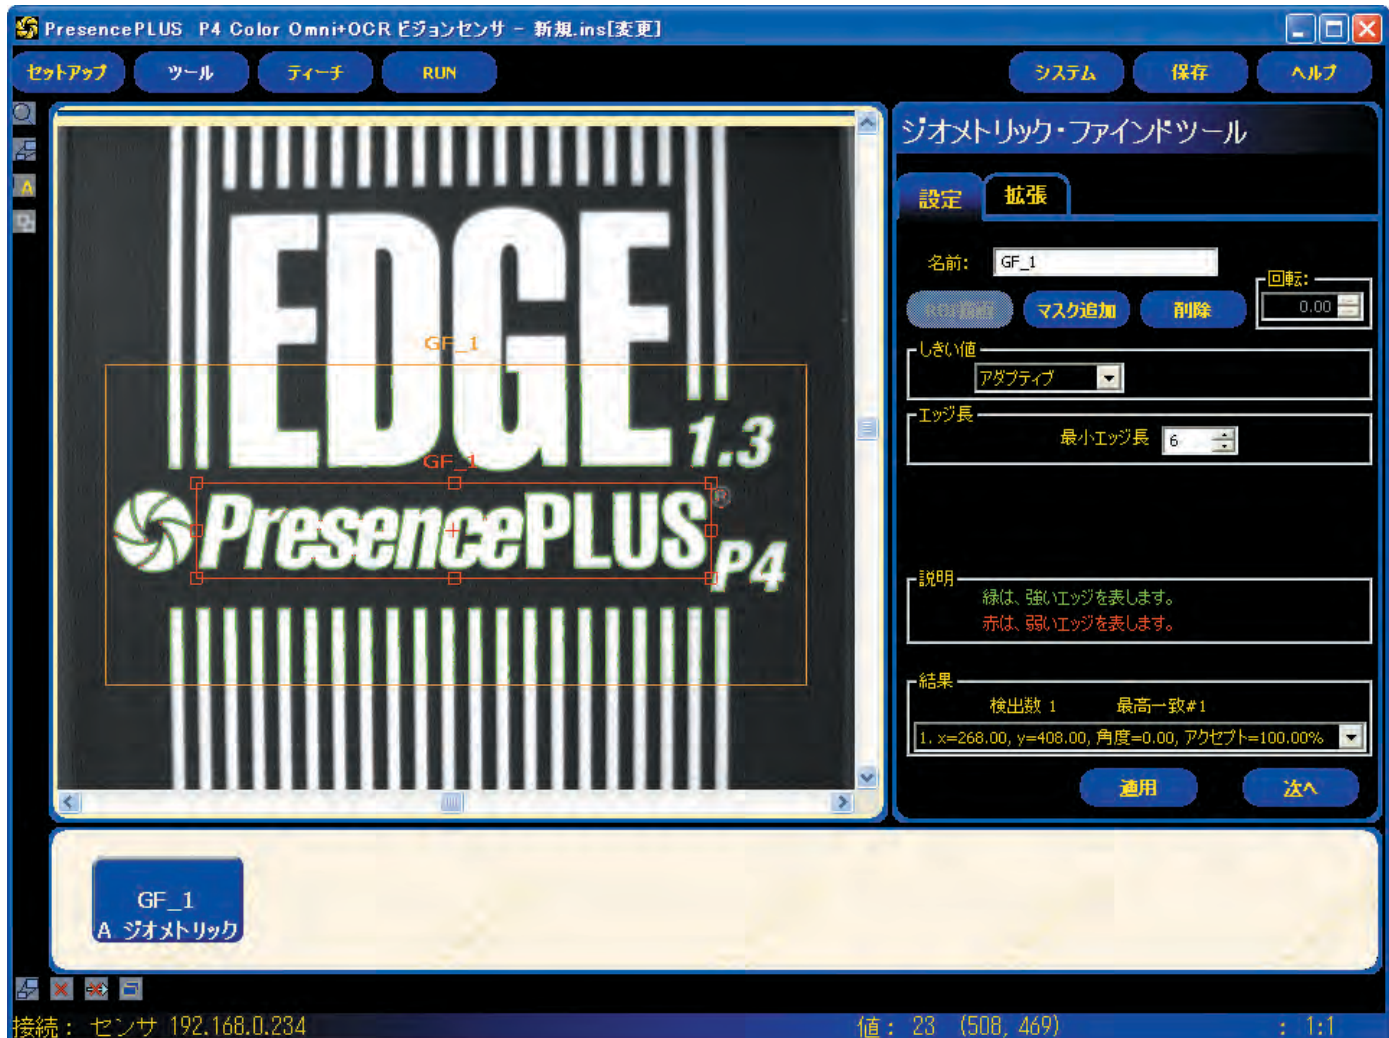 PresencePLUS P4 Color Omni+OCR ビジョンセンサ - 新規.ins[変更]
セットアップ ツール ティーチ RUN システム 保存 ヘルプ
A
EDGE
GF_1
1.3
GF_1
PresencePLUS®
P4
ジオメトリック・ファインドツール
設定 拡張
名前: GF_1
回転:
ROI描画 マスク追加 削除 0.00
しきい値
アダプティブ
エッジ長
最小エッジ長 6
説明
緑は、強いエッジを表します。
赤は、弱いエッジを表します。
結果
検出数 1 最高一致#1
1. x=268.00, y=408.00, 角度=0.00, アクセプト=100.00%
適用 次へ
GF_1
A ジオメトリック
接続: センサ 192.168.0.234 値: 23 (508, 469) : 1:1